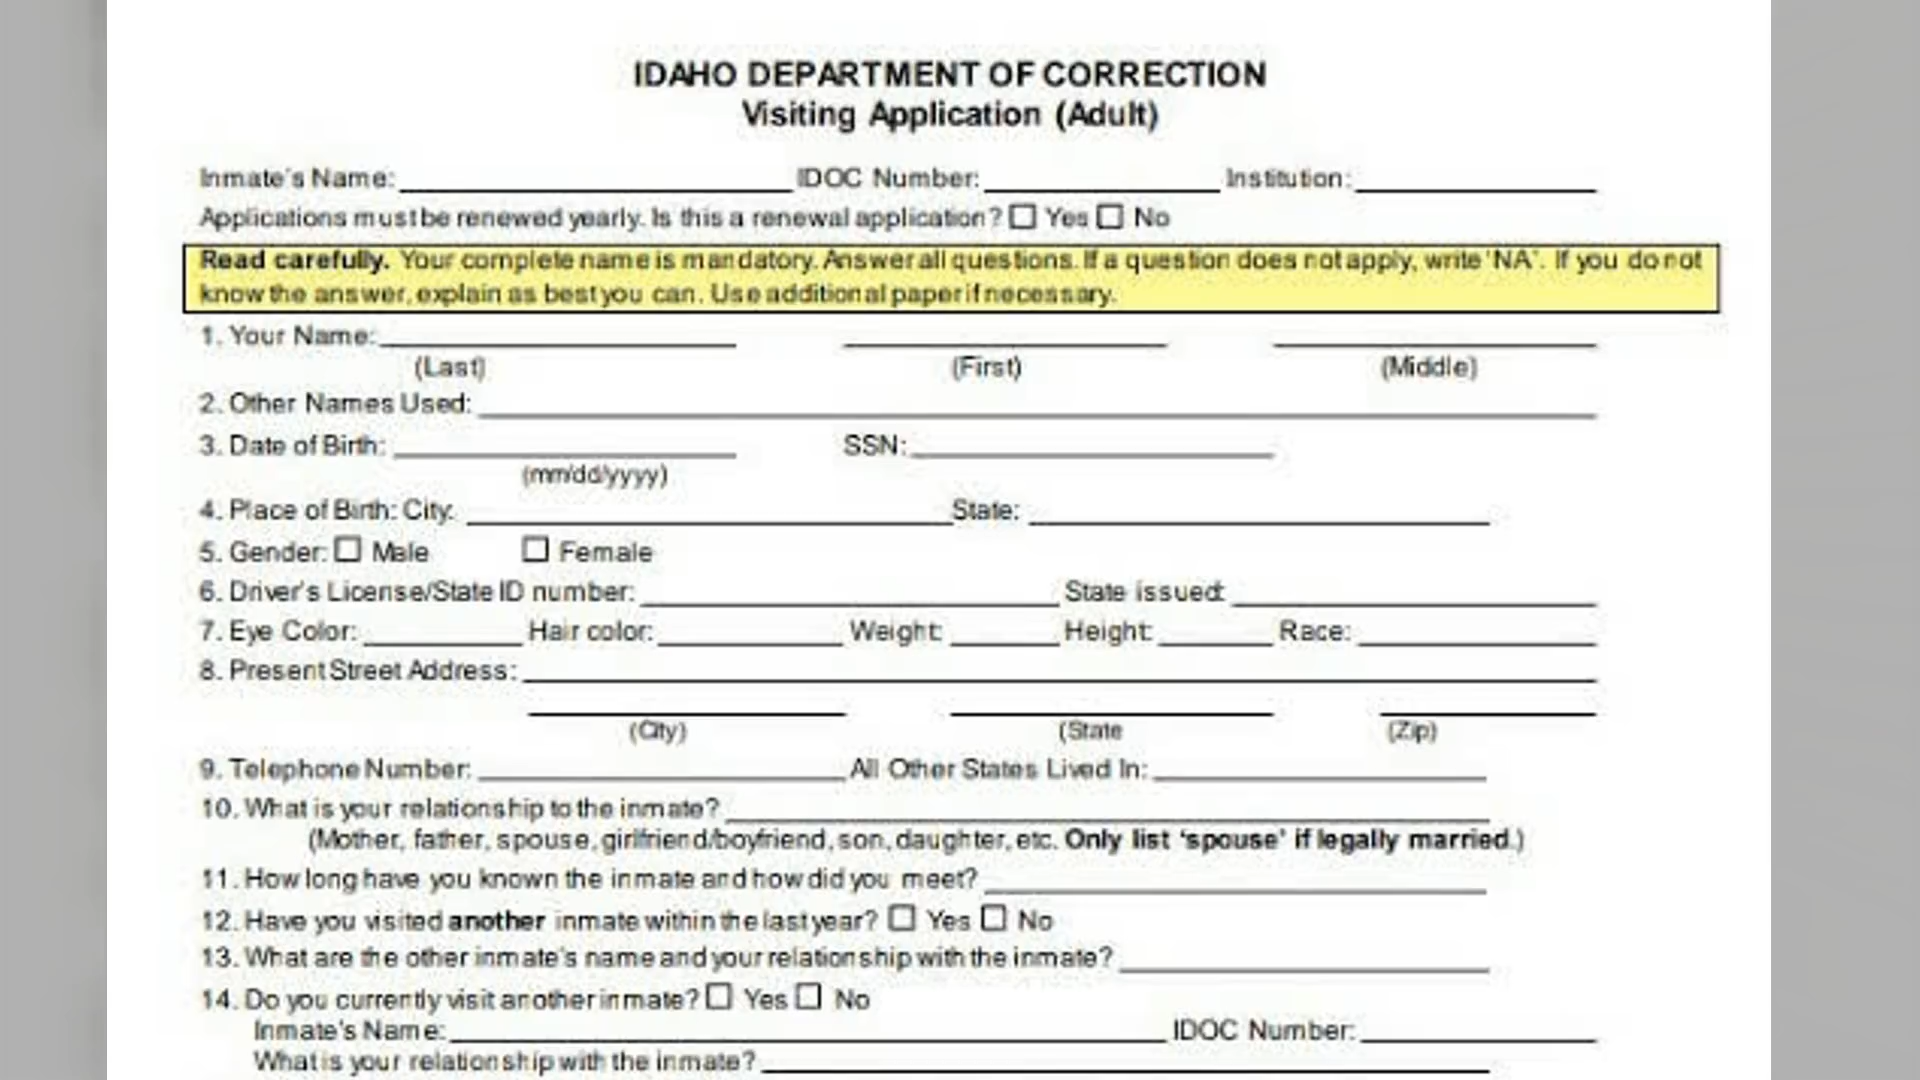 IDAHO DEPARTMENT OF CORRECTION
Visiting Application (Adult)
Inmate's Name: IDOC Number: Institution:
Applications must be renewed yearly. Is this a renewal application? ☐ Yes ☐ No
Read carefully. Your complete name is mandatory. Answer all questions. If a question does not apply, write 'NA'. If you do not
know the answer, explain as best you can. Use additional paper if necessary.
1. Your Name:
(Last) (First) (Middle)
2. Other Names Used:
3. Date of Birth: SSN:
(mm/dd/yyyy)
4. Place of Birth: City: State:
5. Gender: ☐ Male ☐ Female
6. Driver's License/State ID number: State issued:
7. Eye Color: Hair color: Weight: Height: Race:
8. Present Street Address:
(City) (State (Zip)
9. Telephone Number: All Other States Lived In:
10. What is your relationship to the inmate?
(Mother, father, spouse, girlfriend/boyfriend, son, daughter, etc. Only list 'spouse' if legally married.)
11. How long have you known the inmate and how did you meet?
12. Have you visited another inmate within the last year? ☐ Yes ☐ No
13. What are the other inmate's name and your relationship with the inmate?
14. Do you currently visit another inmate? ☐ Yes ☐ No
Inmate's Name: IDOC Number:
What is your relationship with the inmate?